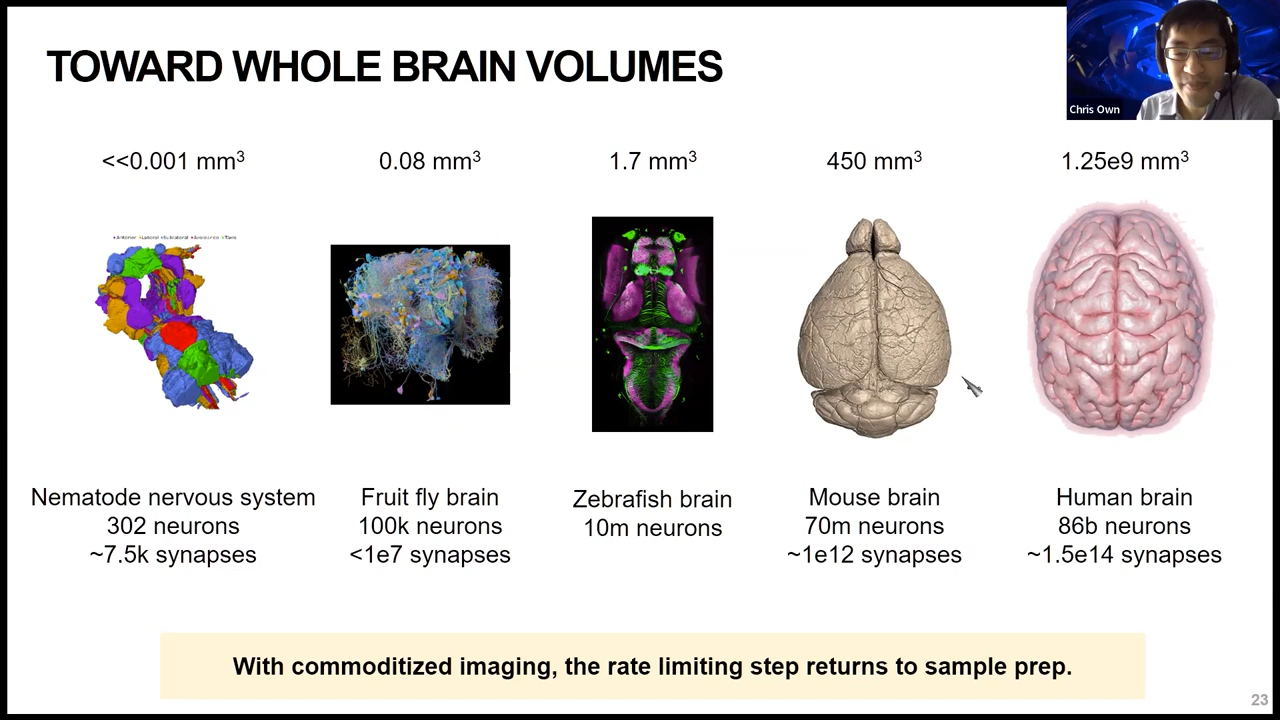 TOWARD WHOLE BRAIN VOLUMES
Chris Own
<<0.001 mm³
0.08 mm³
1.7 mm³
450 mm³
1.25e9 mm³
Nematode nervous system
302 neurons
~7.5k synapses
Fruit fly brain
100k neurons
<1e7 synapses
Zebrafish brain
10m neurons
Mouse brain
70m neurons
~1e12 synapses
Human brain
86b neurons
~1.5e14 synapses
With commoditized imaging, the rate limiting step returns to sample prep.
23